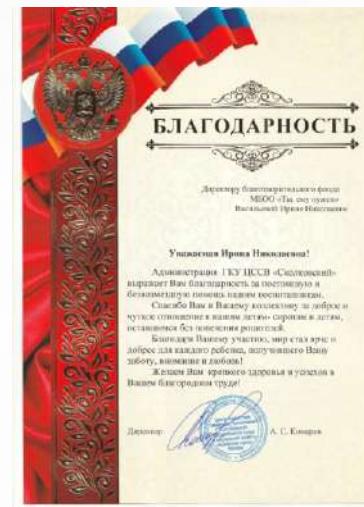 БЛАГОДАРНОСТЬ
Директору благотворительного фонда
МБОО «Ты ему нужен»
Ирине Николаевне
Уважаемая Ирина Николаевна!
Администрация ГКУ ЦССВ «Сколковский»
выражает Вам благодарность за постоянную и
безвозмездную помощь нашим воспитанникам.
Спасибо Вам и Вашему коллективу за доброе и
чуткое отношение к нашим детям- сиротам и детям,
оставшимся без попечения родителей.
Благодаря Вашему участию, мир стал ярче и
добрее для каждого ребенка, получившего Вашу
заботу, внимание и любовь!
Желаем Вам крепкого здоровья и успехов в
Вашем благородном труде!
Директор А. С. Комаров